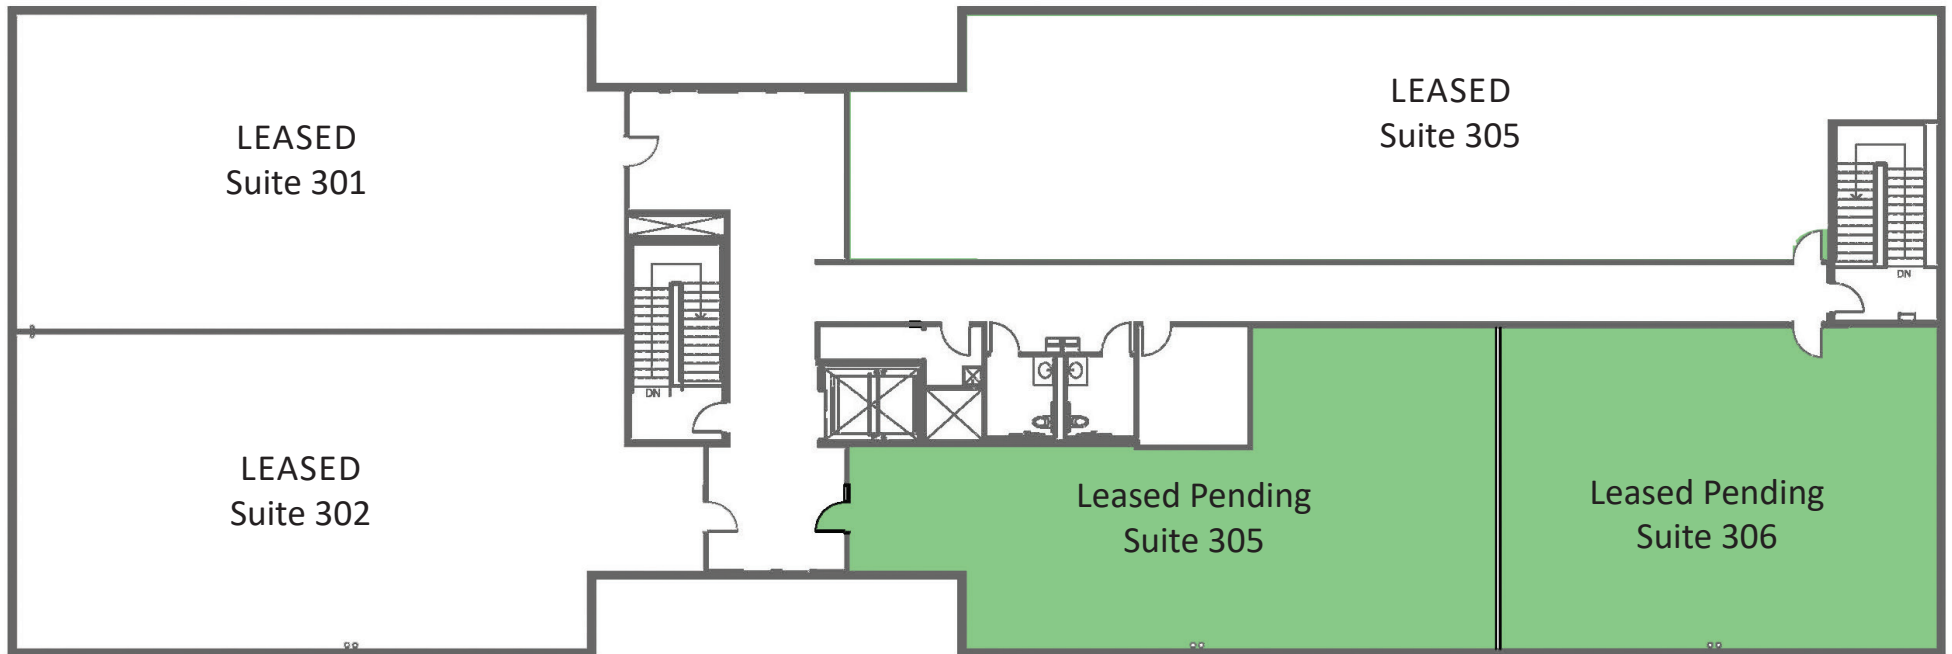 LEASED
Suite 301
LEASED
Suite 305
DN
DN
LEASED
Suite 302
Leased Pending
Suite 305
Leased Pending
Suite 306